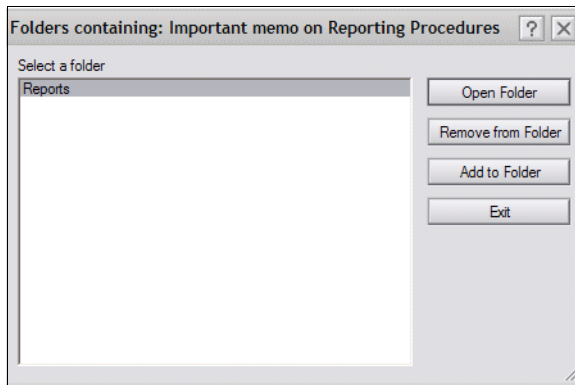 Folders containing: Important memo on Reporting Procedures
Select a folder
Reports
Open Folder
Remove from Folder
Add to Folder
Exit